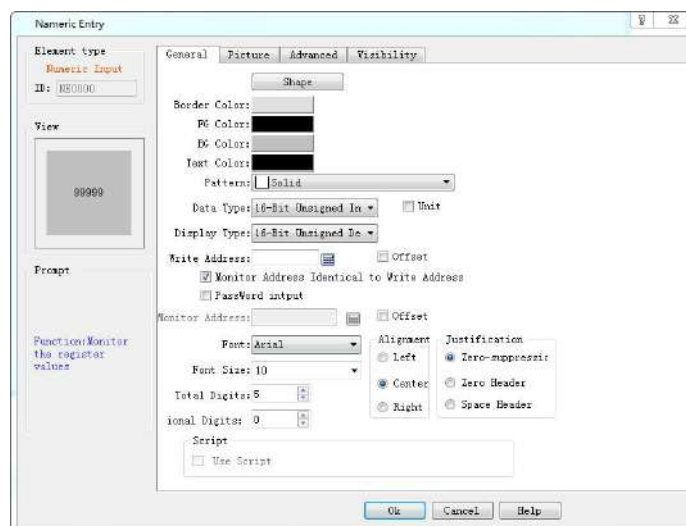 Nameric Entry
Element type
Numeric Input
ID: NE0000
View
99999
Prompt
Function:Monitor
the register
values
General Picture Advanced Visibility
Shape
Border Color:
FG Color:
BG Color:
Text Color:
Pattern: Solid
Data Type: 16-Bit Unsigned In Unit
Display Type: 16-Bit Unsigned De
Write Address: Offset
Monitor Address Identical to Write Address
PassWord intput
Monitor Address: Offset
Font: Arial
Font Size: 10
Total Digits: 5
ional Digits: 0
Alignment
Left
Center
Right
Justification
Zero-suppressic
Zero Header
Space Header
Script
Use Script
Ok Cancel Help